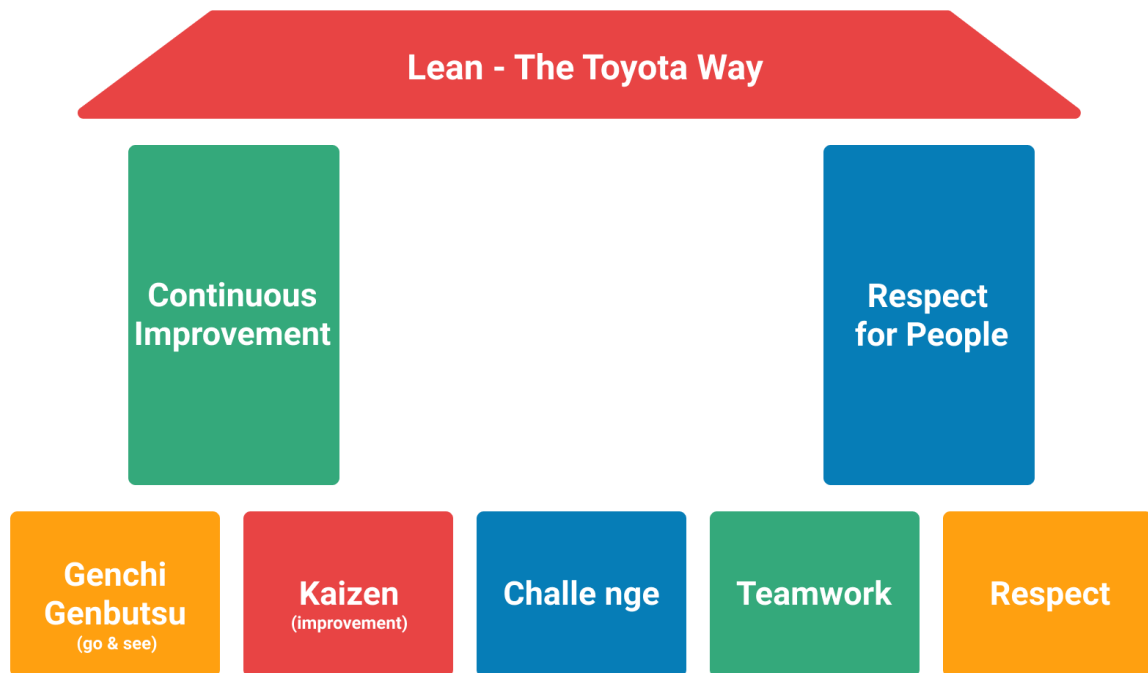 Lean - The Toyota Way
Continuous
Improvement
Respect
for People
Genchi
Genbutsu
(go & see)
Kaizen
(improvement)
Challe nge
Teamwork
Respect